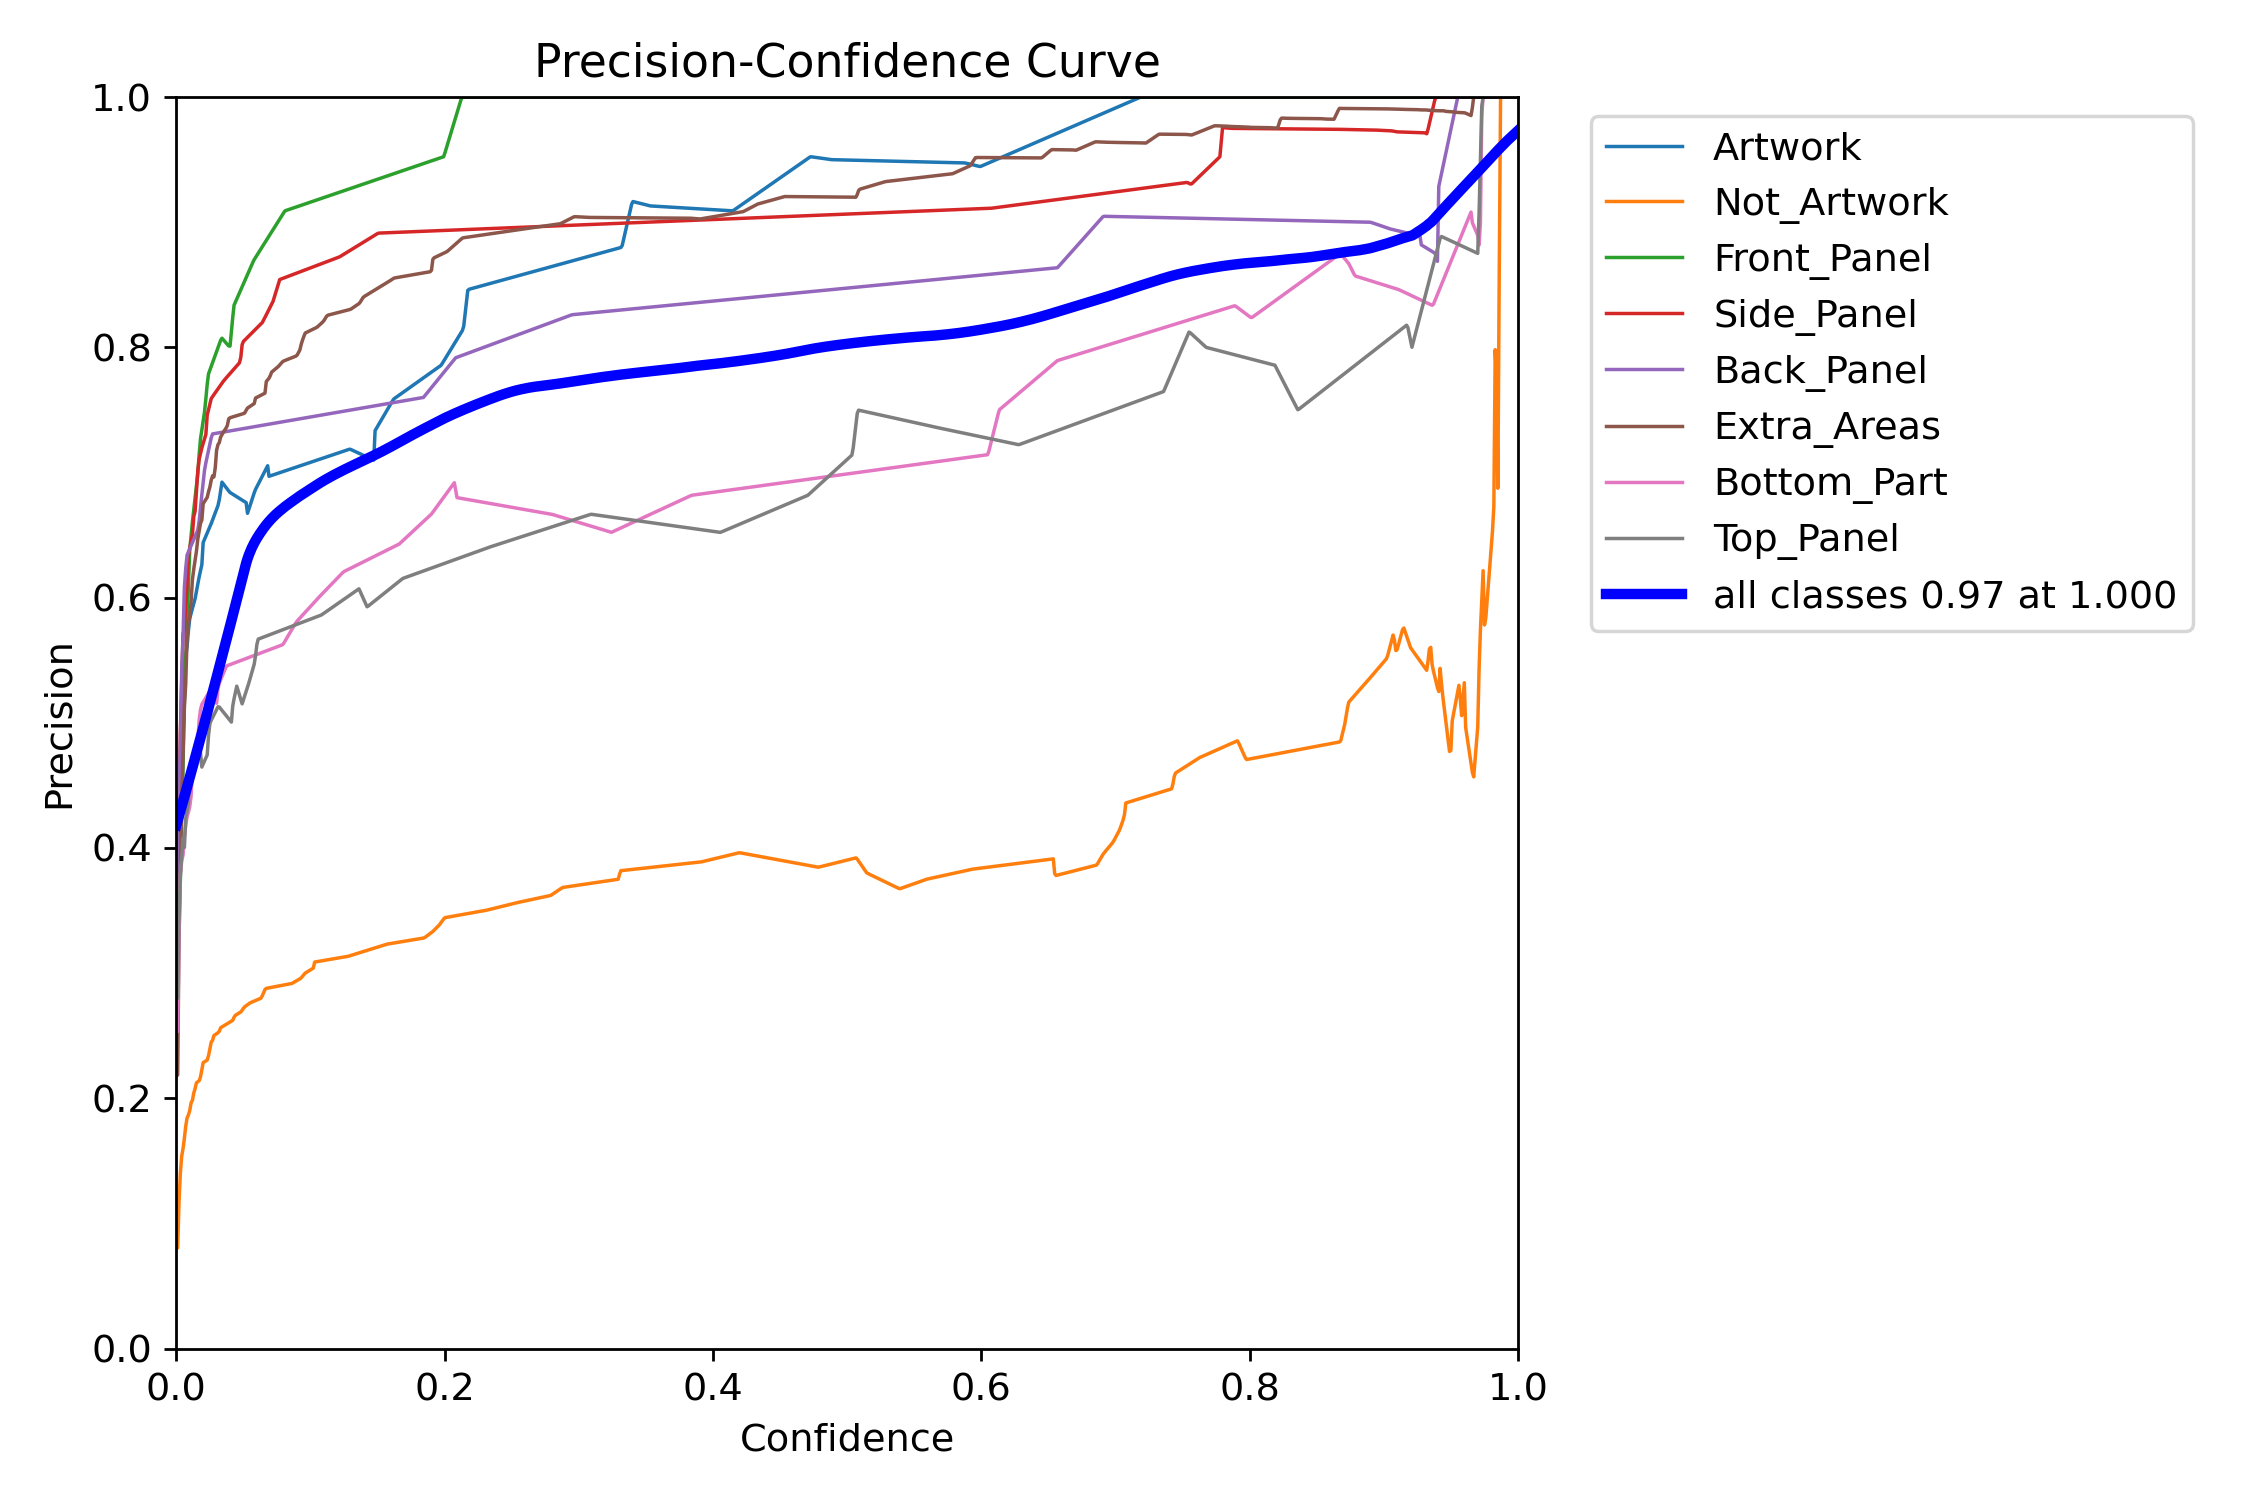 Precision-Confidence Curve
1.0
0.8
0.6
0.4
0.2
0.0
Precision
0.0 0.2 0.4 0.6 0.8 1.0
Confidence
Artwork
Not_Artwork
Front_Panel
Side_Panel
Back_Panel
Extra_Areas
Bottom_Part
Top_Panel
all classes 0.97 at 1.000